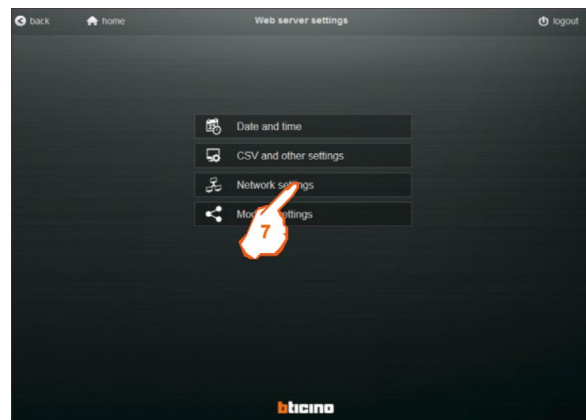 back home Web server settings logout
Date and time
CSV and other settings
Network settings
7
bticino